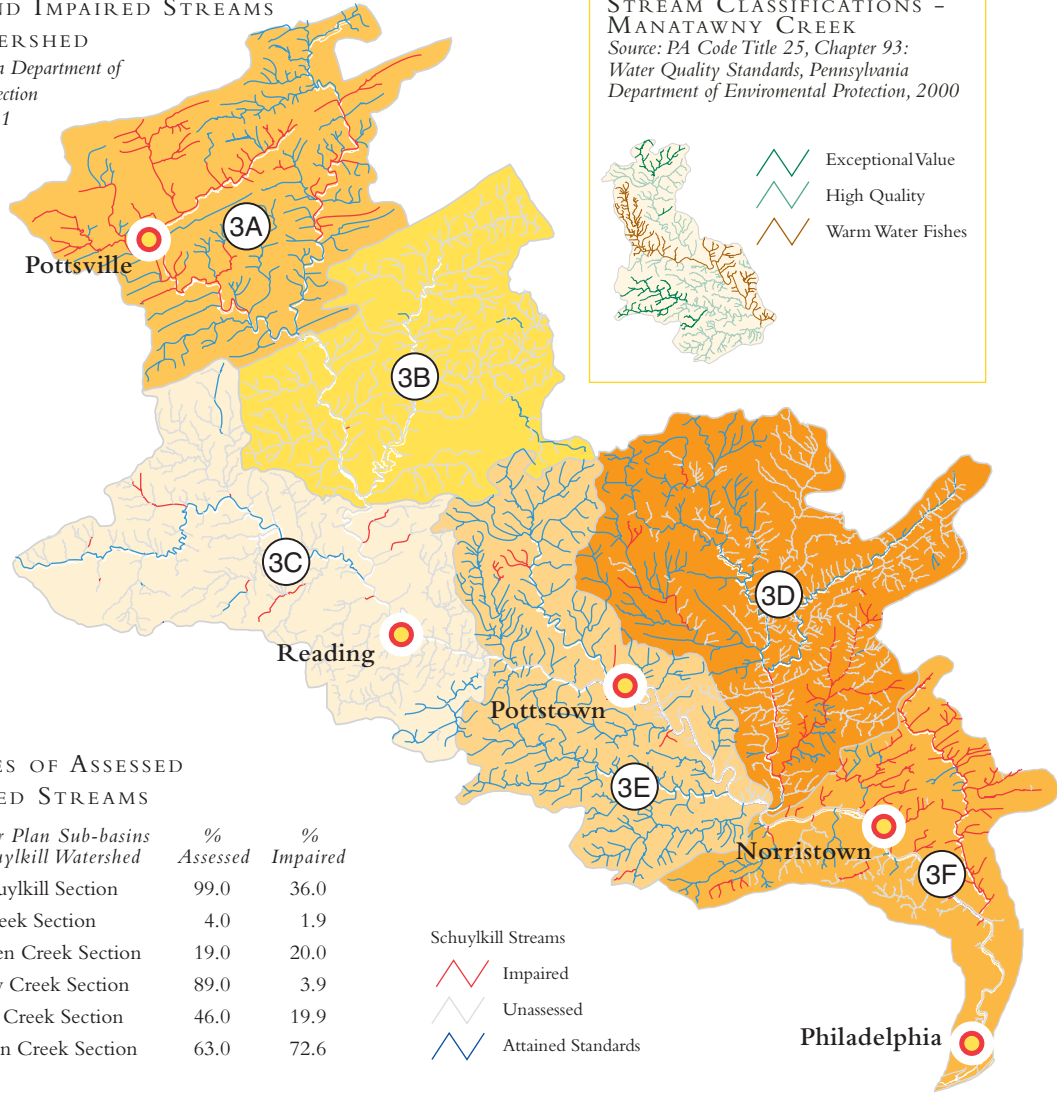 ND IMPAIRED STREAMS
ERSHED
a Department of
ection
1
STREAM CLASSIFICATIONS –
MANATAWNY CREEK
Source: PA Code Title 25, Chapter 93:
Water Quality Standards, Pennsylvania
Department of Enviromental Protection, 2000
Exceptional Value
High Quality
Warm Water Fishes
3A
Pottsville
3B
3C
3D
Reading
Pottstown
3E
Norristown
3F
Philadelphia
ES OF ASSESSED
ED STREAMS
r Plan Sub-basins % %
uylkill Watershed Assessed Impaired
uylkill Section 99.0 36.0
eek Section 4.0 1.9
en Creek Section 19.0 20.0
y Creek Section 89.0 3.9
Creek Section 46.0 19.9
n Creek Section 63.0 72.6
Schuylkill Streams
Impaired
Unassessed
Attained Standards